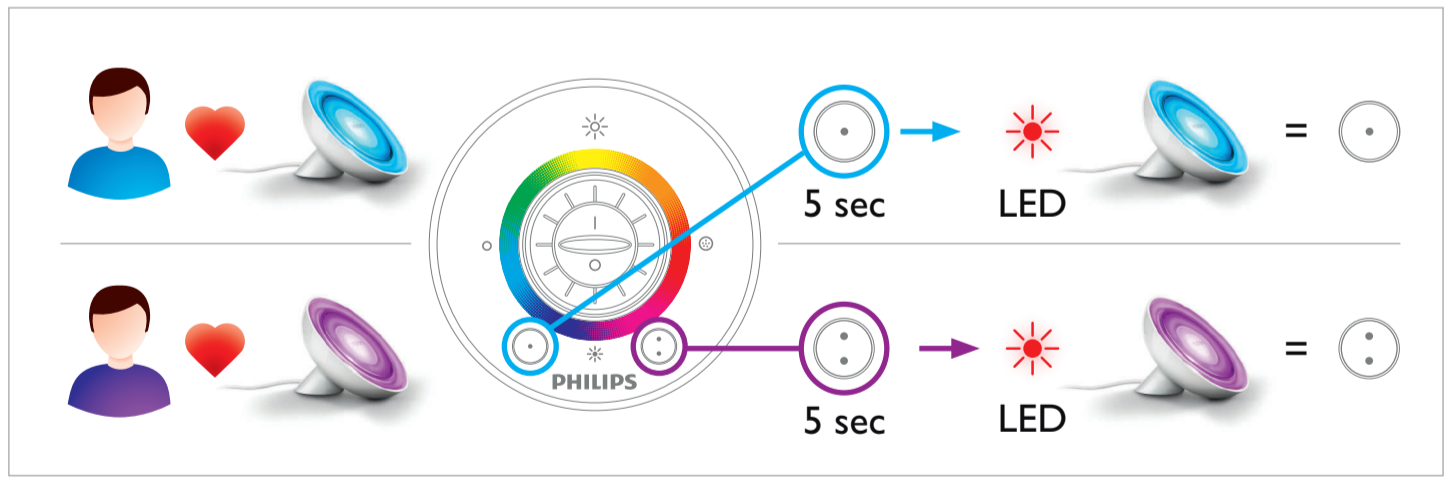 5 sec
LED
=
PHILIPS
5 sec
LED
=